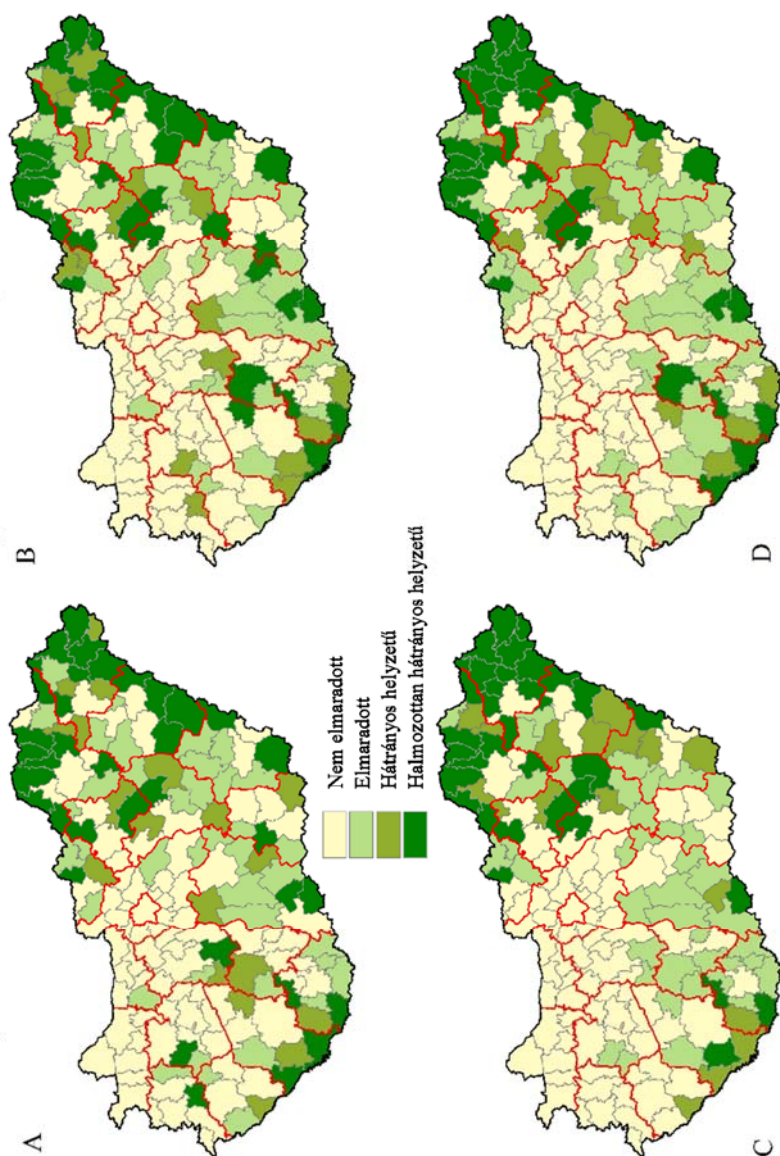 A
B
Nem elmaradott
Elmaradott
Hátrányos helyzetű
Halmozottan hátrányos helyzetű
C
D